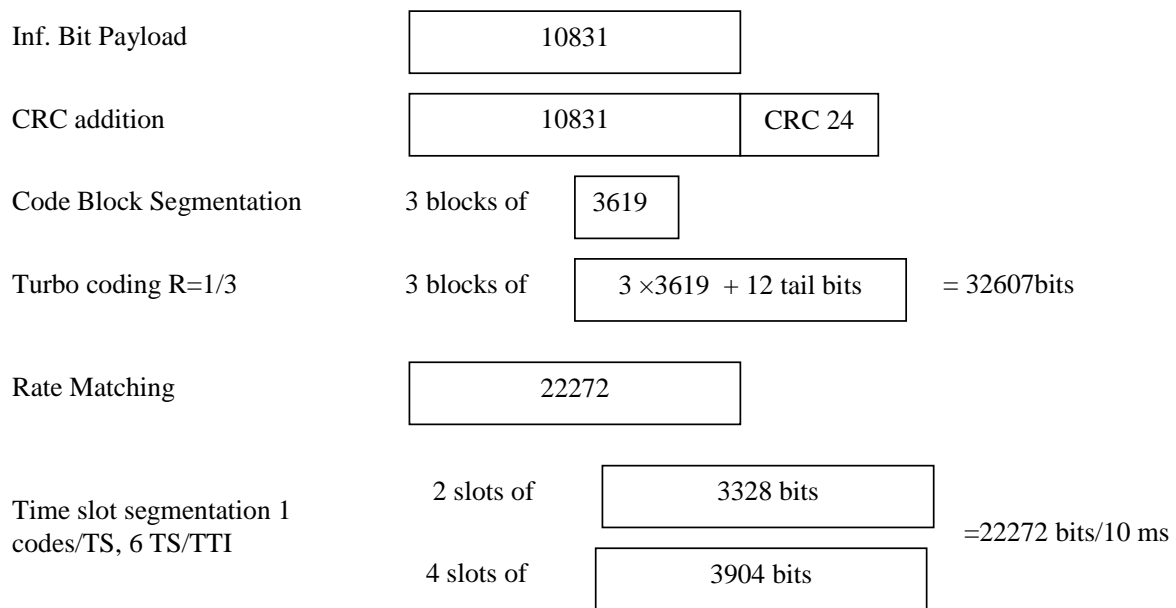 Inf. Bit Payload 10831
CRC addition 10831 CRC 24
Code Block Segmentation 3 blocks of 3619
Turbo coding R=1/3 3 blocks of 3 ×3619 + 12 tail bits = 32607bits
Rate Matching 22272
2 slots of 3328 bits
Time slot segmentation 1
codes/TS, 6 TS/TTI
=22272 bits/10 ms
4 slots of 3904 bits